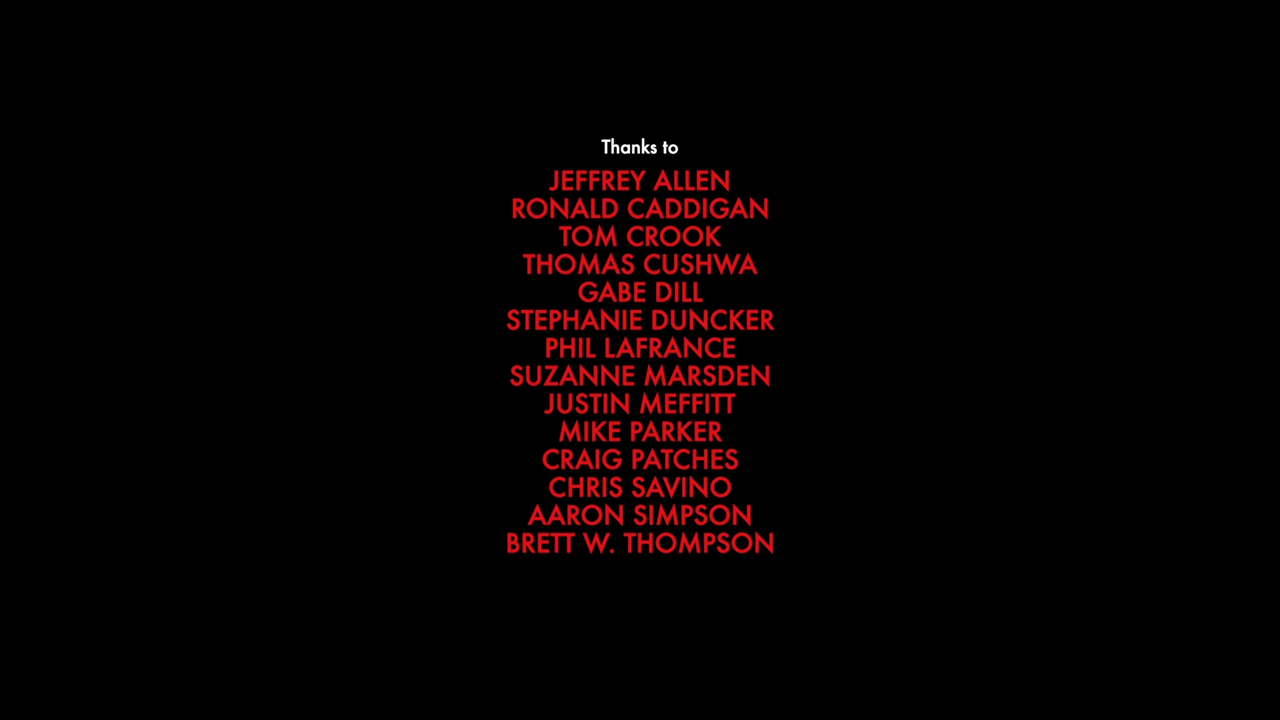 Thanks to
JEFFREY ALLEN
RONALD CADDIGAN
TOM CROOK
THOMAS CUSHWA
GABE DILL
STEPHANIE DUNCKER
PHIL LAFRANCE
SUZANNE MARSDEN
JUSTIN MEFFITT
MIKE PARKER
CRAIG PATCHES
CHRIS SAVINO
AARON SIMPSON
BRETT W. THOMPSON